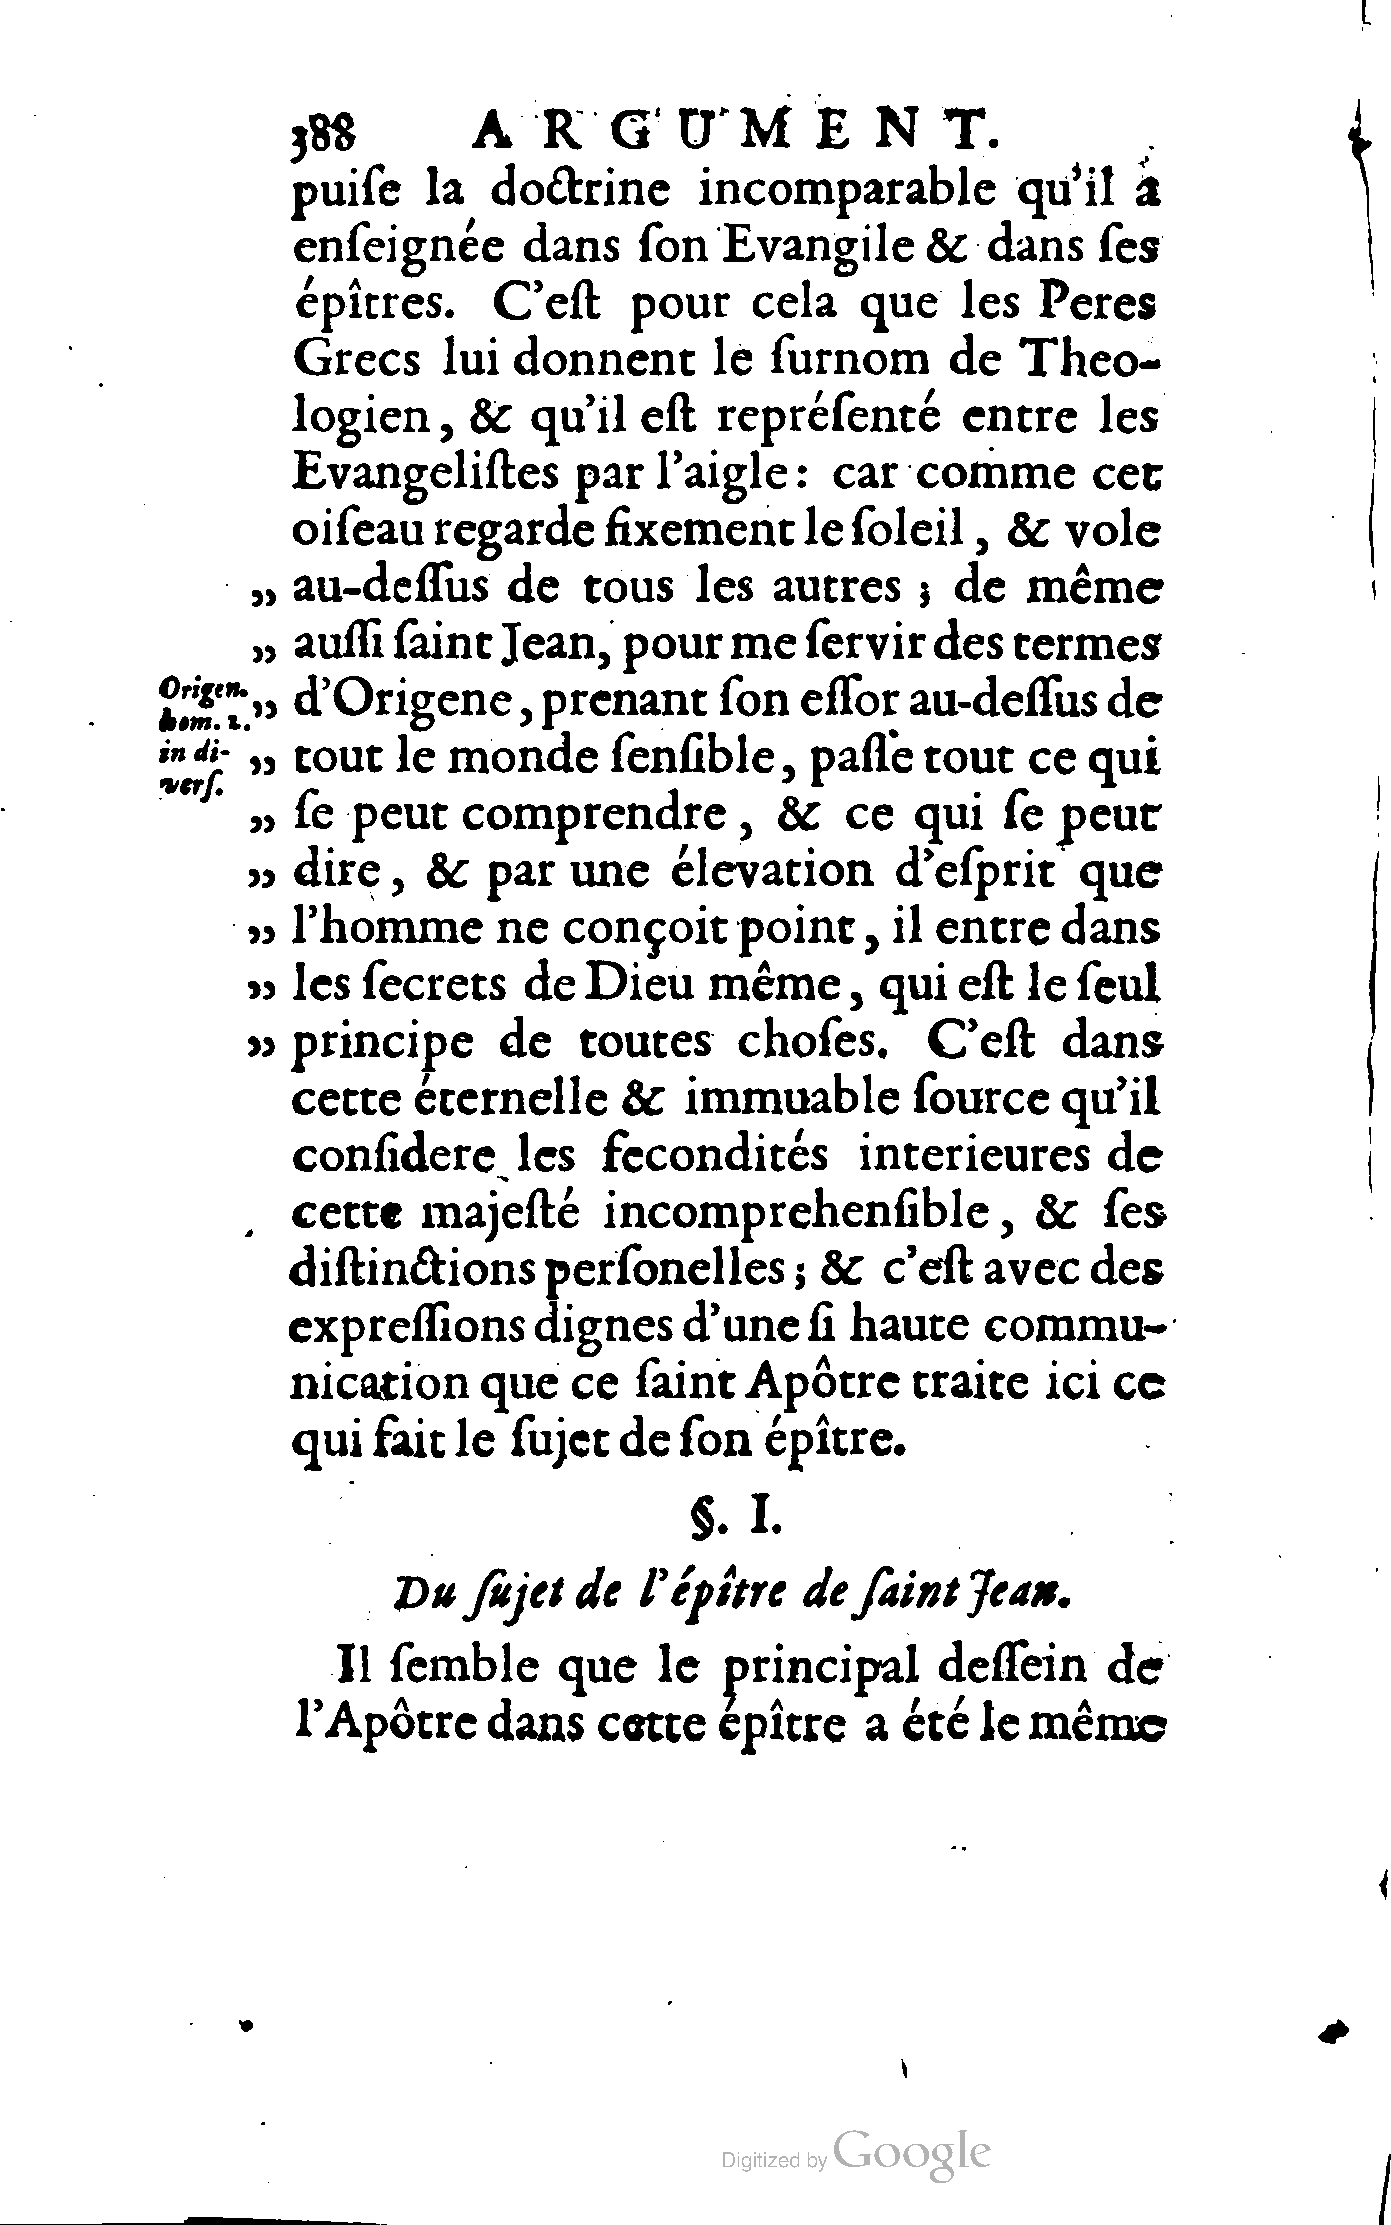 388 ARGUMENT.
puiſe la doctrine incomparable qu'il a
enſeignée dans ſon Evangile & dans ſes
épîtres. C'eſt pour cela que les Peres
Grecs lui donnent le ſurnom de Theo-
logien, & qu'il eſt repréſenté entre les
Evangeliſtes par l'aigle: car comme cet
oiſeau regarde fixement le ſoleil, & vole
„ au-deſſus de tous les autres ; de même
„ auſſi ſaint Jean, pour me ſervir des termes
Origen. „ d'Origene, prenant ſon eſſor au-deſſus de
hom. 2.
in di- „ tout le monde ſenſible, paſſe tout ce qui
verſ.
„ ſe peut comprendre, & ce qui ſe peut
„ dire, & par une élevation d'eſprit que
„ l'homme ne conçoit point, il entre dans
„ les ſecrets de Dieu même, qui eſt le ſeul
„ principe de toutes choſes. C'eſt dans
cette éternelle & immuable ſource qu'il
conſidere les fecondités interieures de
cette majeſté incomprehenſible, & ſes
diſtinctions perſonelles ; & c'eſt avec des
expreſſions dignes d'une ſi haute commu-
nication que ce ſaint Apôtre traite ici ce
qui fait le ſujet de ſon épître.
§. I.
Du ſujet de l'épître de ſaint Jean.
Il ſemble que le principal deſſein de
l'Apôtre dans cette épître a été le même
Digitized by Google